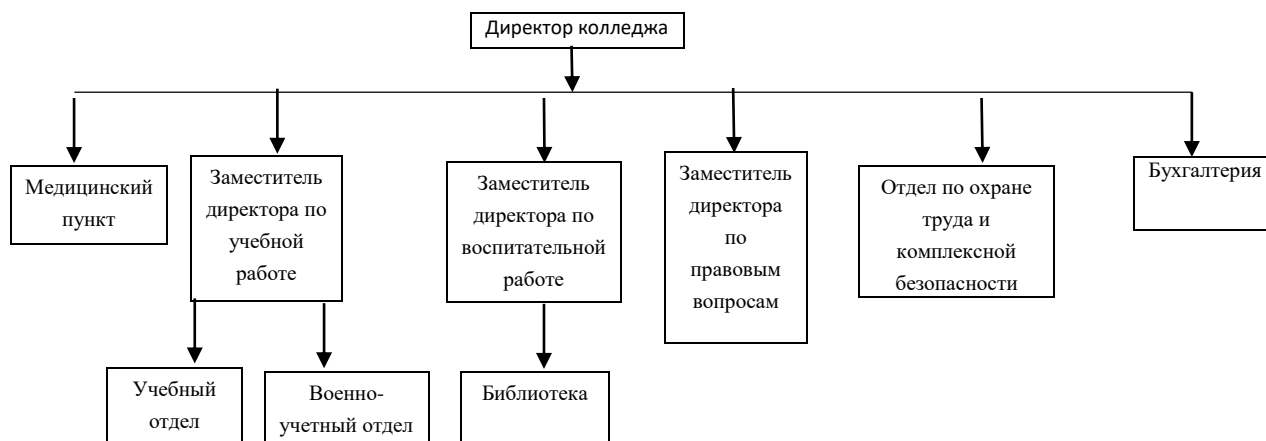 Директор колледжа
Медицинский
пункт
Заместитель
директора по
учебной
работе
Заместитель
директора по
воспитательной
работе
Заместитель
директора
по
правовым
вопросам
Отдел по охране
труда и
комплексной
безопасности
Бухгалтерия
Учебный
отдел
Военно-
учетный отдел
Библиотека